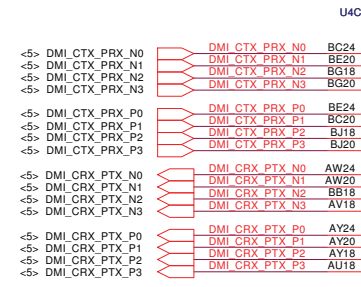 U4C
<5> DMI_CTX_PRX_N0 DMI_CTX_PRX_N0 BC24
<5> DMI_CTX_PRX_N1 DMI_CTX_PRX_N1 BE20
<5> DMI_CTX_PRX_N2 DMI_CTX_PRX_N2 BG18
<5> DMI_CTX_PRX_N3 DMI_CTX_PRX_N3 BG20
<5> DMI_CTX_PRX_P0 DMI_CTX_PRX_P0 BE24
<5> DMI_CTX_PRX_P1 DMI_CTX_PRX_P1 BC20
<5> DMI_CTX_PRX_P2 DMI_CTX_PRX_P2 BJ18
<5> DMI_CTX_PRX_P3 DMI_CTX_PRX_P3 BJ20
<5> DMI_CRX_PTX_N0 DMI_CRX_PTX_N0 AW24
<5> DMI_CRX_PTX_N1 DMI_CRX_PTX_N1 AW20
<5> DMI_CRX_PTX_N2 DMI_CRX_PTX_N2 BB18
<5> DMI_CRX_PTX_N3 DMI_CRX_PTX_N3 AV18
<5> DMI_CRX_PTX_P0 DMI_CRX_PTX_P0 AY24
<5> DMI_CRX_PTX_P1 DMI_CRX_PTX_P1 AY20
<5> DMI_CRX_PTX_P2 DMI_CRX_PTX_P2 AY18
<5> DMI_CRX_PTX_P3 DMI_CRX_PTX_P3 AU18